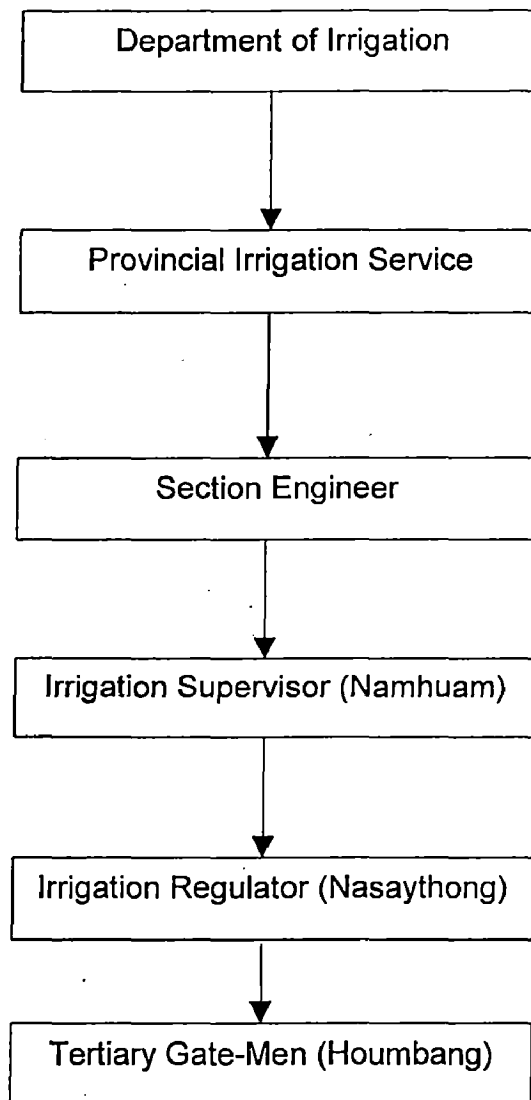 Department of Irrigation
Provincial Irrigation Service
Section Engineer
Irrigation Supervisor (Namhuam)
Irrigation Regulator (Nasaythong)
Tertiary Gate-Men (Houmbang)